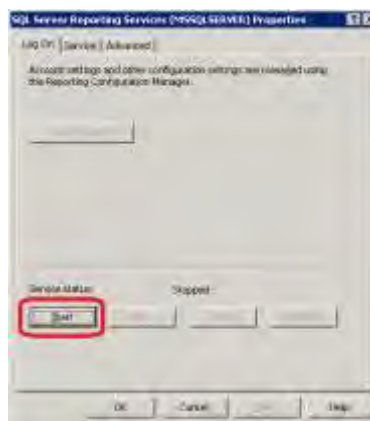 SQL Server Reporting Services (MSSQLSERVER) Properties
Log On Service Advanced
Account settings and other configuration settings are managed using
the Reporting Configuration Manager.
Service status: Stopped
Start
OK Cancel Help